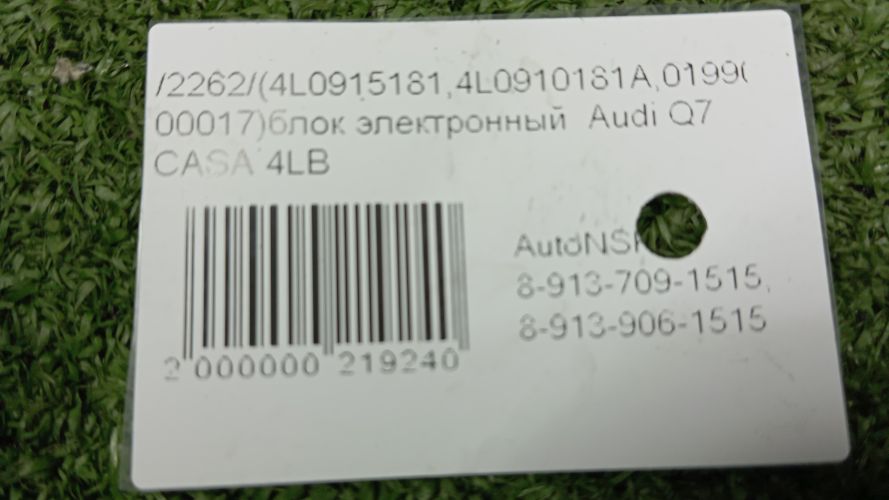 /2262/(4L0915181,4L0910181A,0199(
00017)блок электронный Audi Q7
CASA 4LB
8-913-709-1515,
8-913-906-1515
2 000000 219240